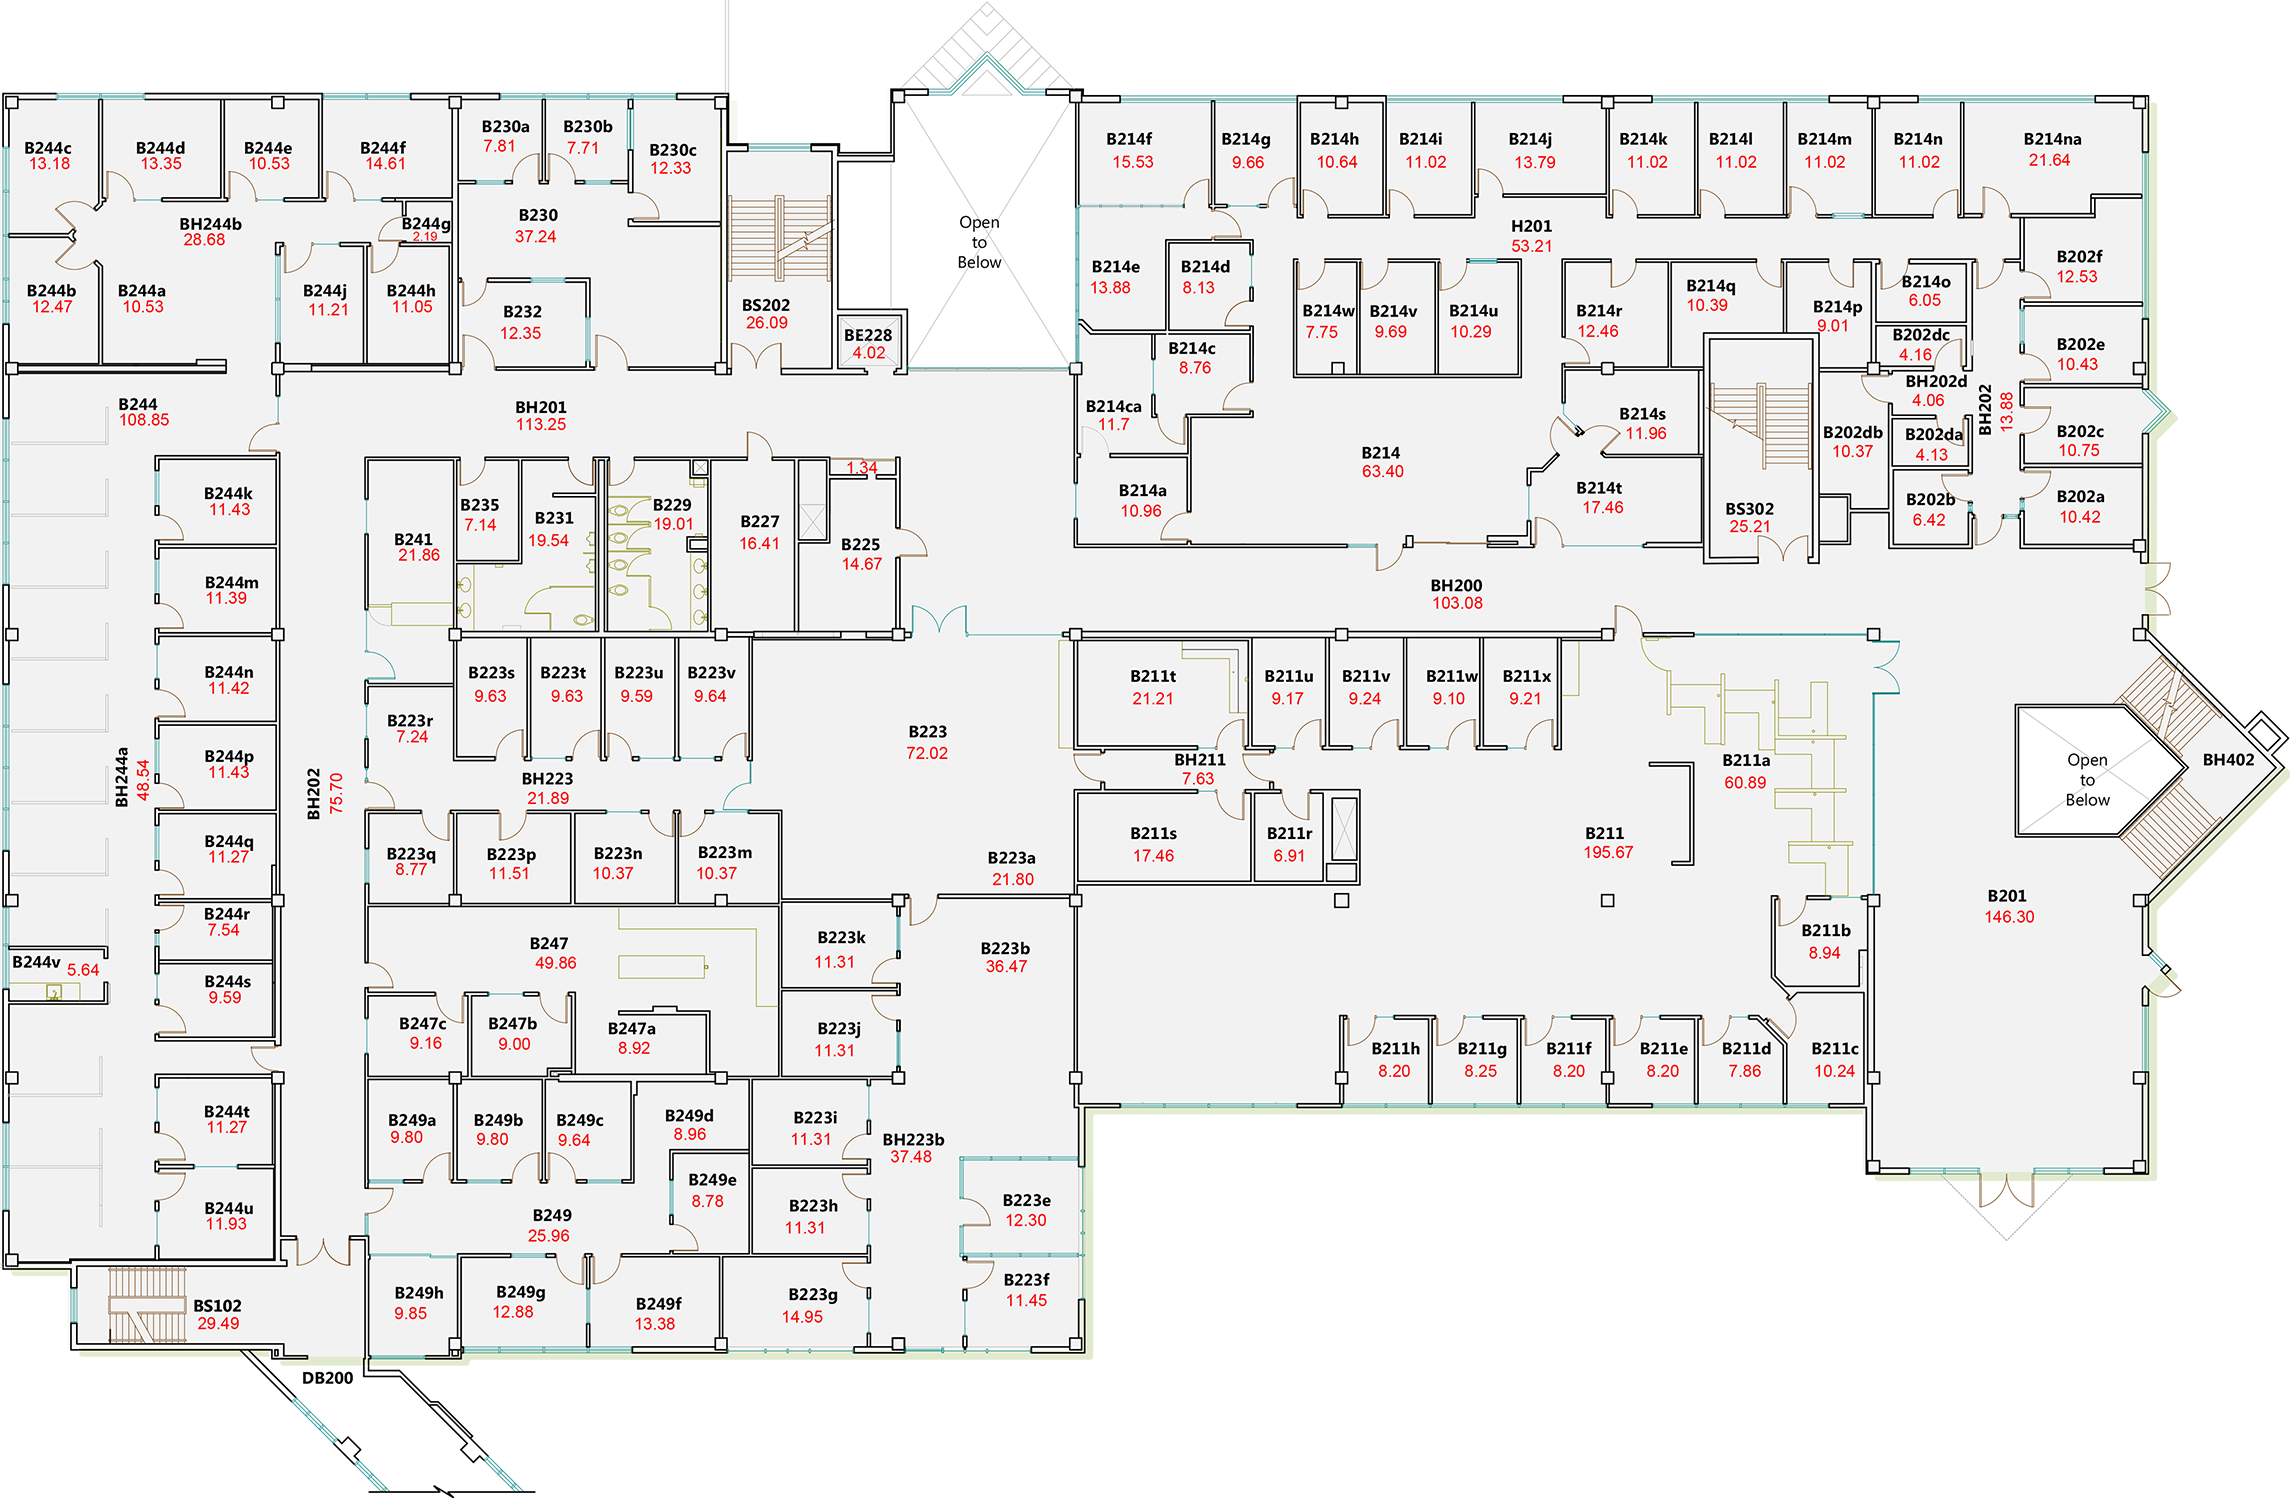 B244c
13.18
B244d
13.35
B244e
10.53
B244f
14.61
B230a
7.81
B230b
7.71
B230c
12.33
B214f
15.53
B214g
9.66
B214h
10.64
B214i
11.02
B214j
13.79
B214k
11.02
B214l
11.02
B214m
11.02
B214n
11.02
B214na
21.64
BH244b
28.68
B244g
2.19
B230
37.24
Open
to
Below
H201
53.21
B244b
12.47
B244a
10.53
B244j
11.21
B244h
11.05
B232
12.35
BS202
26.09
BE228
4.02
B214e
13.88
B214d
8.13
B214w
7.75
B214v
9.69
B214u
10.29
B214r
12.46
B214q
10.39
B214p
9.01
B214o
6.05
B202f
12.53
B214c
8.76
B202dc
4.16
B202e
10.43
B244
108.85
BH201
113.25
B214ca
11.7
B214
63.40
B214s
11.96
BH202d
4.06
BH202
13.88
B202db
10.37
B202da
4.13
B202c
10.75
B244k
11.43
B241
21.86
B235
7.14
B231
19.54
B229
19.01
B227
16.41
1.34
B225
14.67
B214a
10.96
B214t
17.46
BS302
25.21
B202b
6.42
B202a
10.42
B244m
11.39
BH200
103.08
B244n
11.42
B223s
9.63
B223t
9.63
B223u
9.59
B223v
9.64
B211t
21.21
B211u
9.17
B211v
9.24
B211w
9.10
B211x
9.21
B223r
7.24
B223
72.02
BH244a
48.54
B244p
11.43
BH202
75.70
BH223
21.89
BH211
7.63
B211a
60.89
Open
to
Below
BH402
B244q
11.27
B223q
8.77
B223p
11.51
B223n
10.37
B223m
10.37
B223a
21.80
B211s
17.46
B211r
6.91
B211
195.67
B201
146.30
B244r
7.54
B247
49.86
B223k
11.31
B223b
36.47
B211b
8.94
B244v
5.64
B244s
9.59
B247c
9.16
B247b
9.00
B247a
8.92
B223j
11.31
B211h
8.20
B211g
8.25
B211f
8.20
B211e
8.20
B211d
7.86
B211c
10.24
B244t
11.27
B249a
9.80
B249b
9.80
B249c
9.64
B249d
8.96
B223i
11.31
BH223b
37.48
B244u
11.93
B249
25.96
B249e
8.78
B223h
11.31
B223e
12.30
BS102
29.49
B249h
9.85
B249g
12.88
B249f
13.38
B223g
14.95
B223f
11.45
DB200